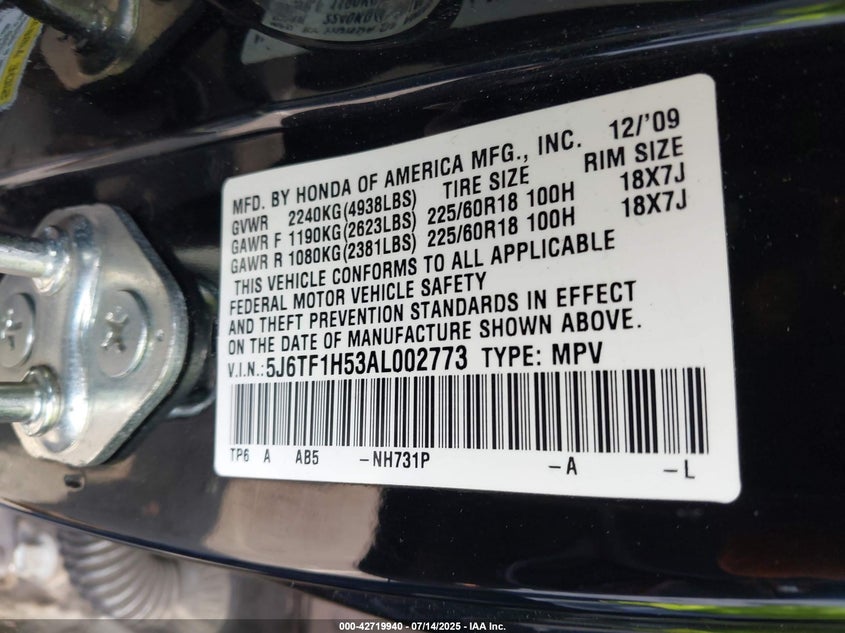 MFD. BY HONDA OF AMERICA MFG., INC. 12/'09
GVWR 2240KG(4938LBS) TIRE SIZE RIM SIZE
GAWR F 1190KG(2623LBS) 225/60R18 100H 18X7J
GAWR R 1080KG(2381LBS) 225/60R18 100H 18X7J
THIS VEHICLE CONFORMS TO ALL APPLICABLE
FEDERAL MOTOR VEHICLE SAFETY
AND THEFT PREVENTION STANDARDS IN EFFECT
ON THE DATE OF MANUFACTURE SHOWN ABOVE.
V.I.N.:5J6TF1H53AL002773 TYPE: MPV
TP6 A AB5 -NH731P -A -L
000-42719940 - 07/14/2025 - IAA Inc.